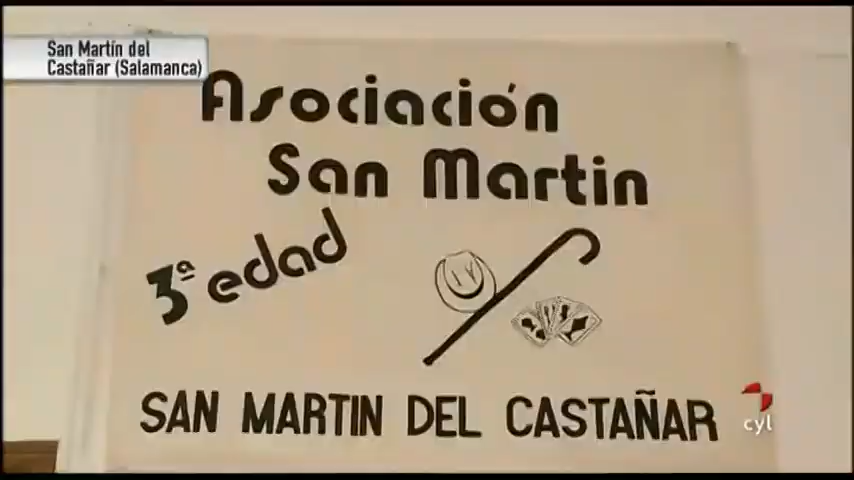 San Martín del
Castañar (Salamanca)
Asociación
San Martin
3ª edad
SAN MARTIN DEL CASTAÑAR
cyl